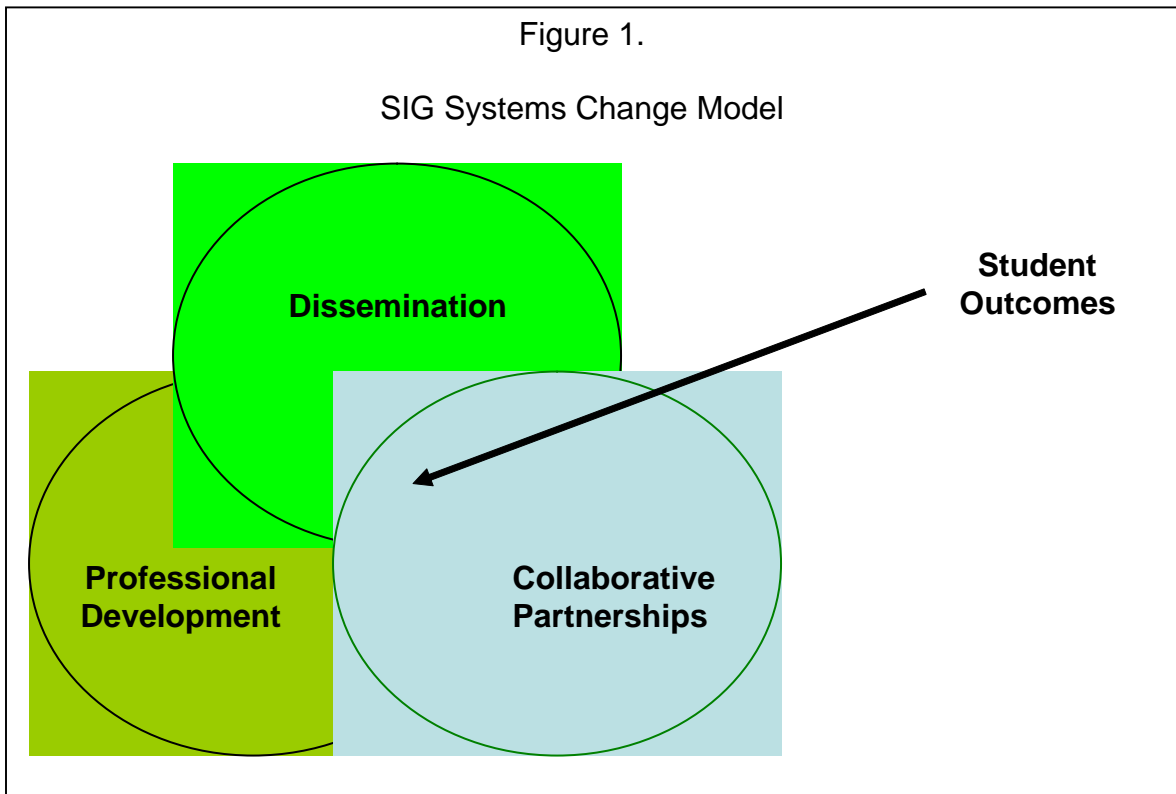 Figure 1.
SIG Systems Change Model
Dissemination
Student
Outcomes
Professional
Development
Collaborative
Partnerships